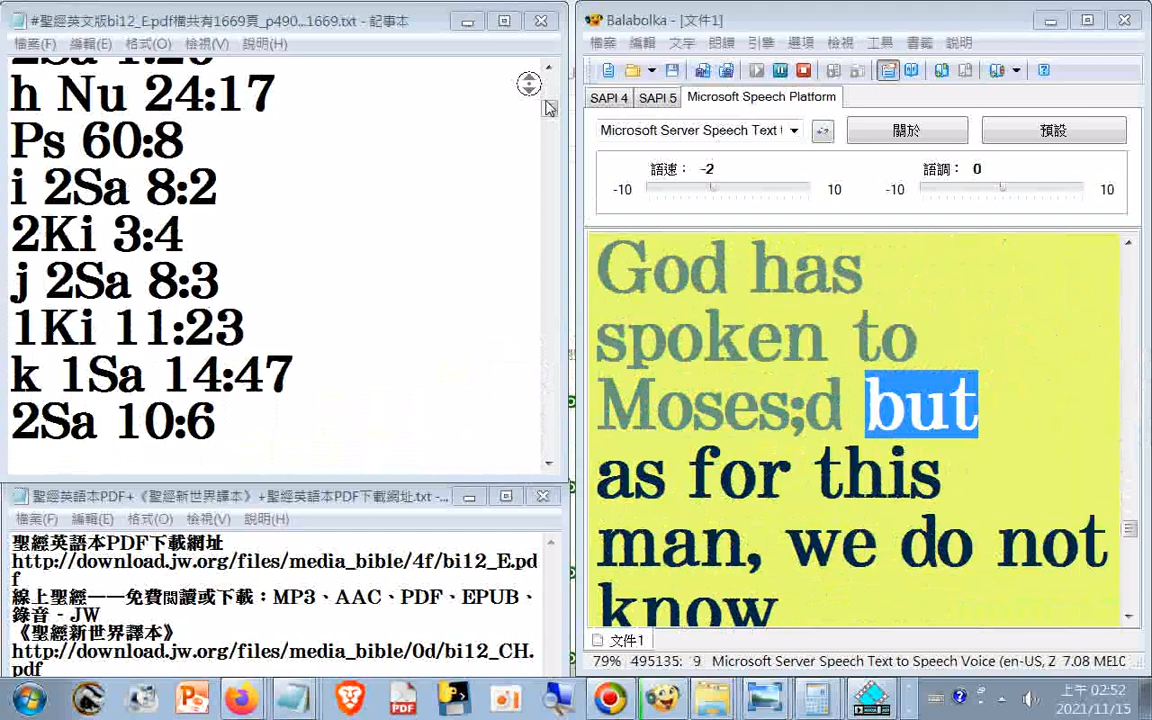 #聖經英文版bi12_E.pdf檔共有1669頁_p490...1669.txt - 記事本
檔案(F) 編輯(E) 格式(O) 檢視(V) 說明(H)
2Sa 1:26
h Nu 24:17
Ps 60:8
i 2Sa 8:2
2Ki 3:4
j 2Sa 8:3
1Ki 11:23
k 1Sa 14:47
2Sa 10:6
聖經英語本PDF+《聖經新世界譯本》+聖經英語本PDF下載網址.txt -...
檔案(F) 編輯(E) 格式(O) 檢視(V) 說明(H)
聖經英語本PDF下載網址
http://download.jw.org/files/media_bible/4f/bi12_E.pd
f
線上聖經——免費閱讀或下載：MP3、AAC、PDF、EPUB、
錄音 - JW
《聖經新世界譯本》
http://download.jw.org/files/media_bible/0d/bi12_CH.
pdf
Balabolka - [文件1]
檔案 編輯 文字 朗讀 引擎 選項 檢視 工具 書籤 說明
SAPI 4 SAPI 5 Microsoft Speech Platform
Microsoft Server Speech Text 關於 預設
語速： -2 語調： 0
-10 10 -10 10
God has
spoken to
Moses;d but
as for this
man, we do not
know
文件1
79% 495135: 9 Microsoft Server Speech Text to Speech Voice (en-US, Z 7.08 ME
上午 02:52
2021/11/15